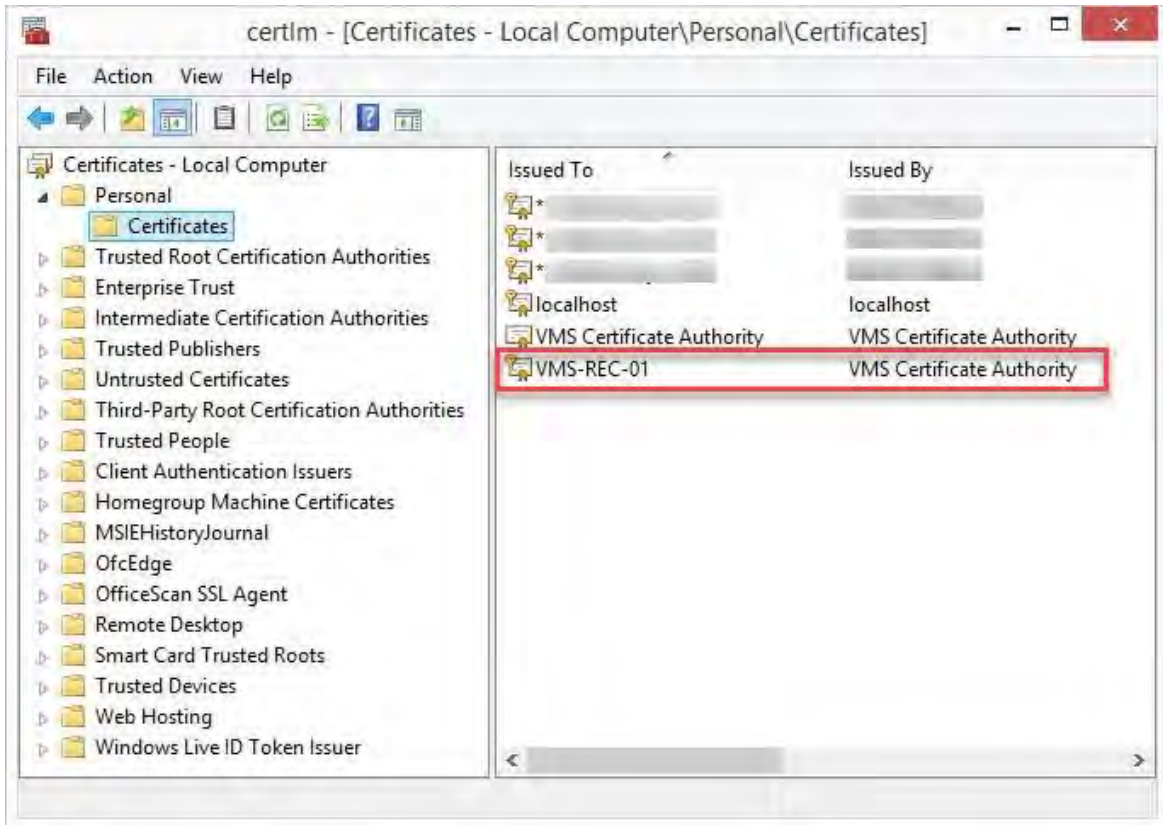 certlm - [Certificates - Local Computer\Personal\Certificates]
File Action View Help
Certificates - Local Computer
Personal
Certificates
Trusted Root Certification Authorities
Enterprise Trust
Intermediate Certification Authorities
Trusted Publishers
Untrusted Certificates
Third-Party Root Certification Authorities
Trusted People
Client Authentication Issuers
Homegroup Machine Certificates
MSIEHistoryJournal
OfcEdge
OfficeScan SSL Agent
Remote Desktop
Smart Card Trusted Roots
Trusted Devices
Web Hosting
Windows Live ID Token Issuer
Issued To Issued By
*
*
*
localhost localhost
VMS Certificate Authority VMS Certificate Authority
VMS-REC-01 VMS Certificate Authority